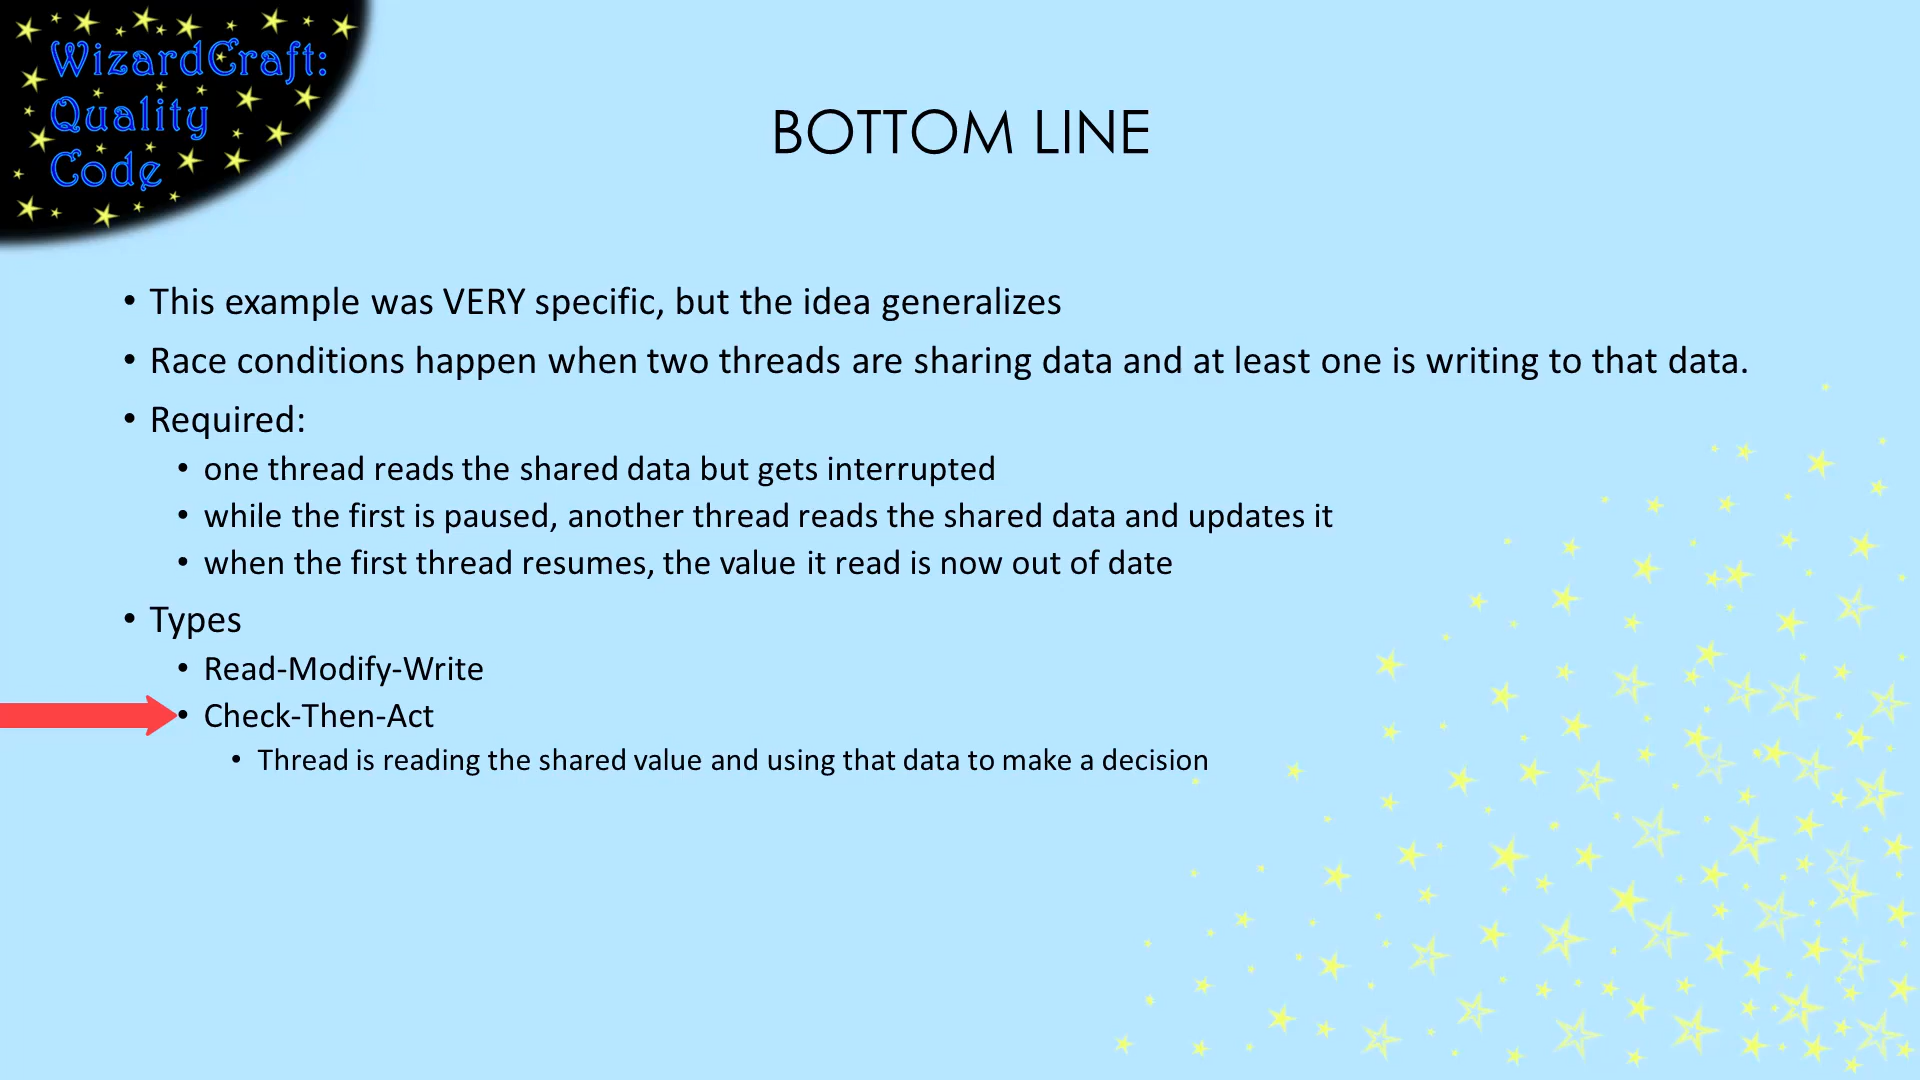 WizardCraft:
Quality
Code
BOTTOM LINE
• This example was VERY specific, but the idea generalizes
• Race conditions happen when two threads are sharing data and at least one is writing to that data.
• Required:
• one thread reads the shared data but gets interrupted
• while the first is paused, another thread reads the shared data and updates it
• when the first thread resumes, the value it read is now out of date
• Types
• Read-Modify-Write
• Check-Then-Act
• Thread is reading the shared value and using that data to make a decision